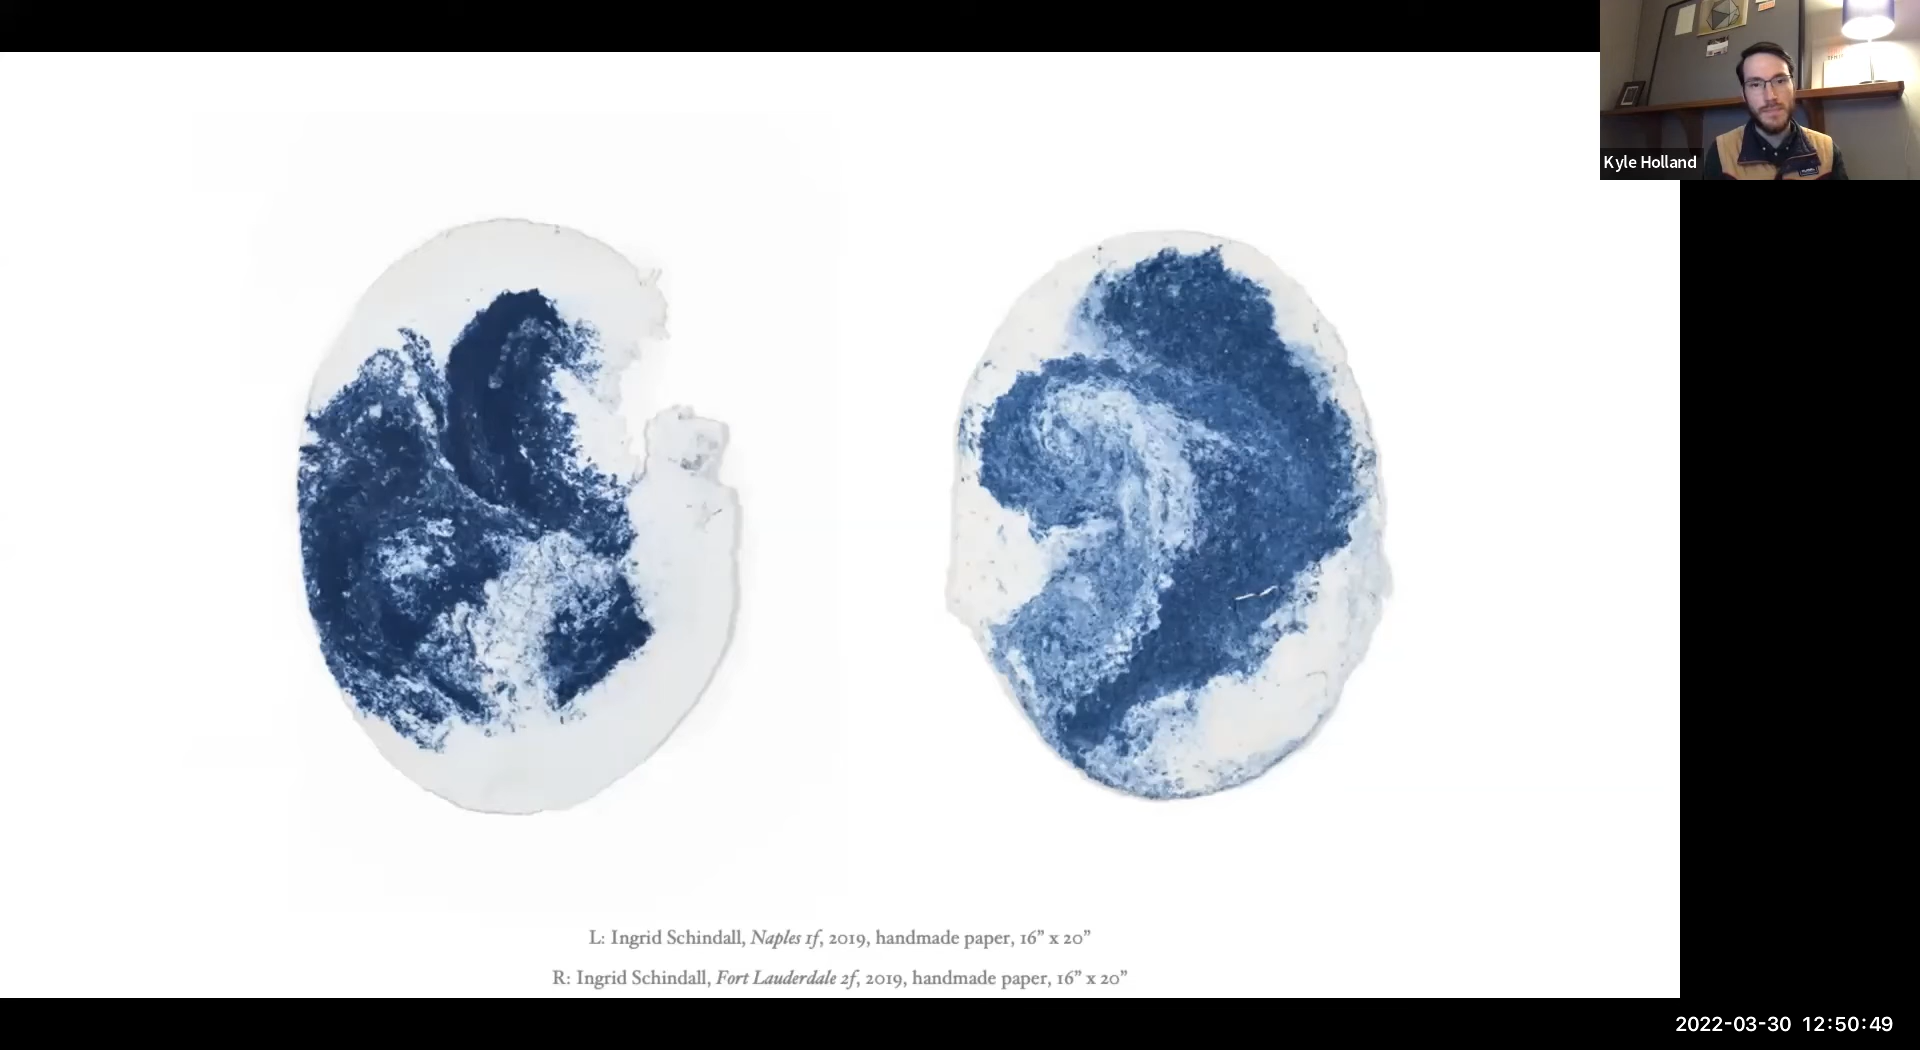 Kyle Holland
L: Ingrid Schindall, Naples 1f, 2019, handmade paper, 16” x 20”
R: Ingrid Schindall, Fort Lauderdale 2f, 2019, handmade paper, 16” x 20”
2022-03-30 12:50:49